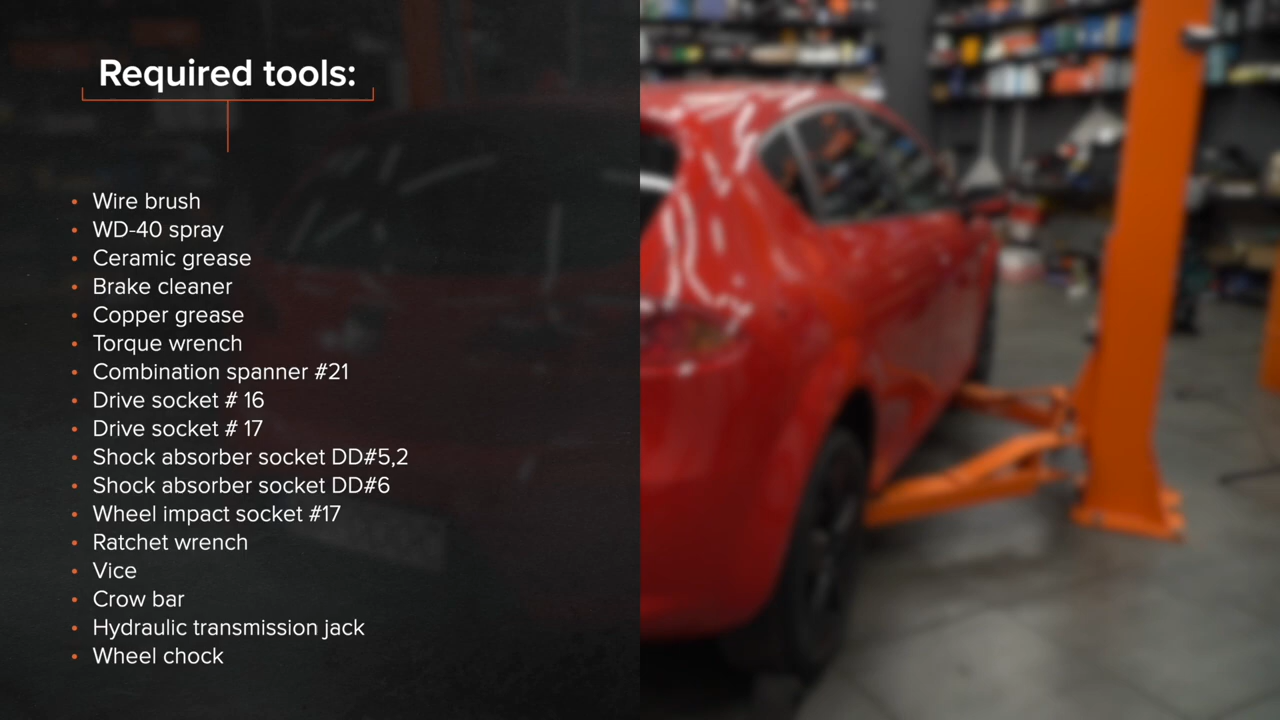 Required tools:
• Wire brush
• WD-40 spray
• Ceramic grease
• Brake cleaner
• Copper grease
• Torque wrench
• Combination spanner #21
• Drive socket # 16
• Drive socket # 17
• Shock absorber socket DD#5,2
• Shock absorber socket DD#6
• Wheel impact socket #17
• Ratchet wrench
• Vice
• Crow bar
• Hydraulic transmission jack
• Wheel chock